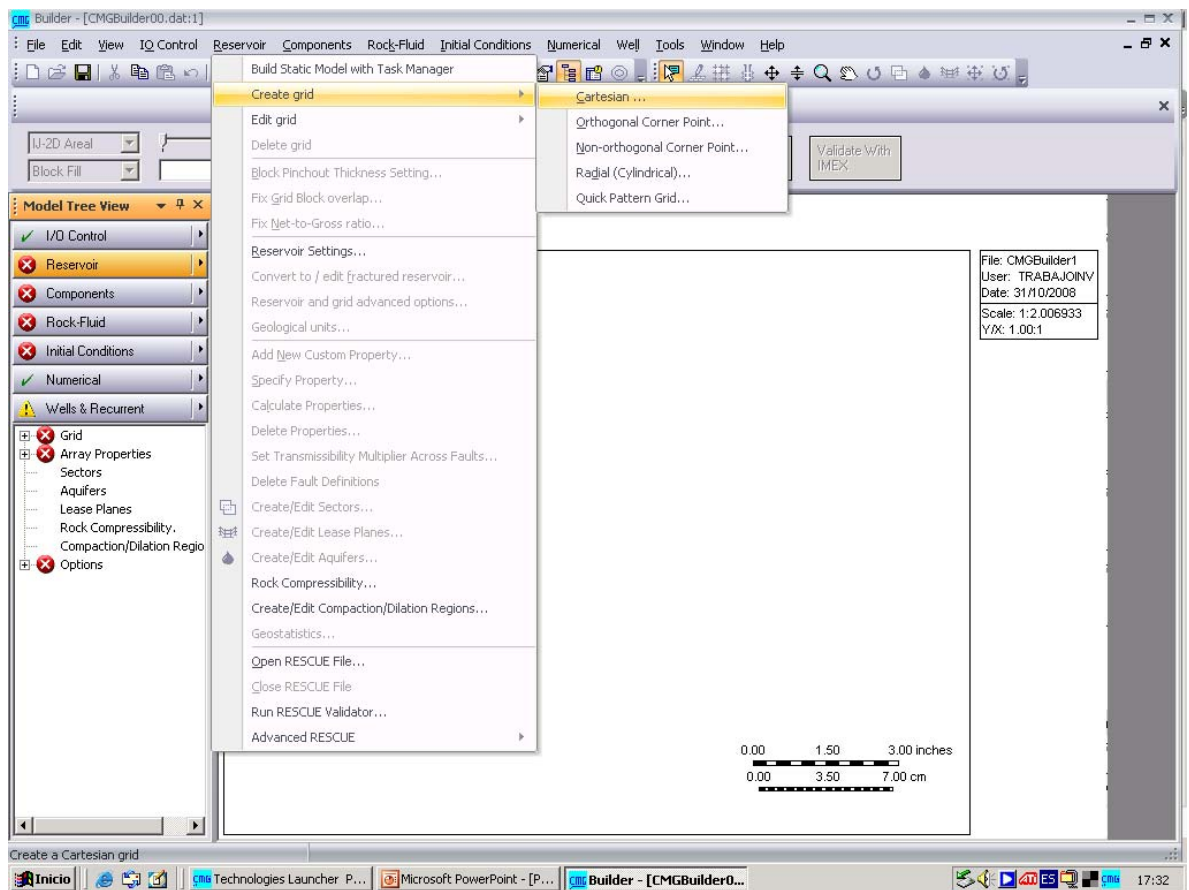 cmg Builder - [CMGBuilder00.dat:1]
File Edit View IO Control Reservoir Components Rock-Fluid Initial Conditions Numerical Well Tools Window Help
IJ-2D Areal
Block Fill
Validate With
IMEX
Build Static Model with Task Manager
Create grid
Edit grid
Delete grid
Block Pinchout Thickness Setting...
Fix Grid Block overlap...
Fix Net-to-Gross ratio...
Reservoir Settings...
Convert to / edit fractured reservoir...
Reservoir and grid advanced options...
Geological units...
Add New Custom Property...
Specify Property...
Calculate Properties...
Delete Properties...
Set Transmissibility Multiplier Across Faults...
Delete Fault Definitions
Create/Edit Sectors...
Create/Edit Lease Planes...
Create/Edit Aquifers...
Rock Compressibility...
Create/Edit Compaction/Dilation Regions...
Geostatistics...
Open RESCUE File...
Close RESCUE File
Run RESCUE Validator...
Advanced RESCUE
Cartesian ...
Orthogonal Corner Point...
Non-orthogonal Corner Point...
Radial (Cylindrical)...
Quick Pattern Grid...
Model Tree View
I/O Control
Reservoir
Components
Rock-Fluid
Initial Conditions
Numerical
Wells & Recurrent
Grid
Array Properties
Sectors
Aquifers
Lease Planes
Rock Compressibility.
Compaction/Dilation Regio
Options
File: CMGBuilder1
User: TRABAJOINV
Date: 31/10/2008
Scale: 1:2.006933
Y/X: 1.00:1
0.00 1.50 3.00 inches
0.00 3.50 7.00 cm
Create a Cartesian grid
Inicio cmg Technologies Launcher P... Microsoft PowerPoint - [P... cmg Builder - [CMGBuilder0... ES cmg 17:32